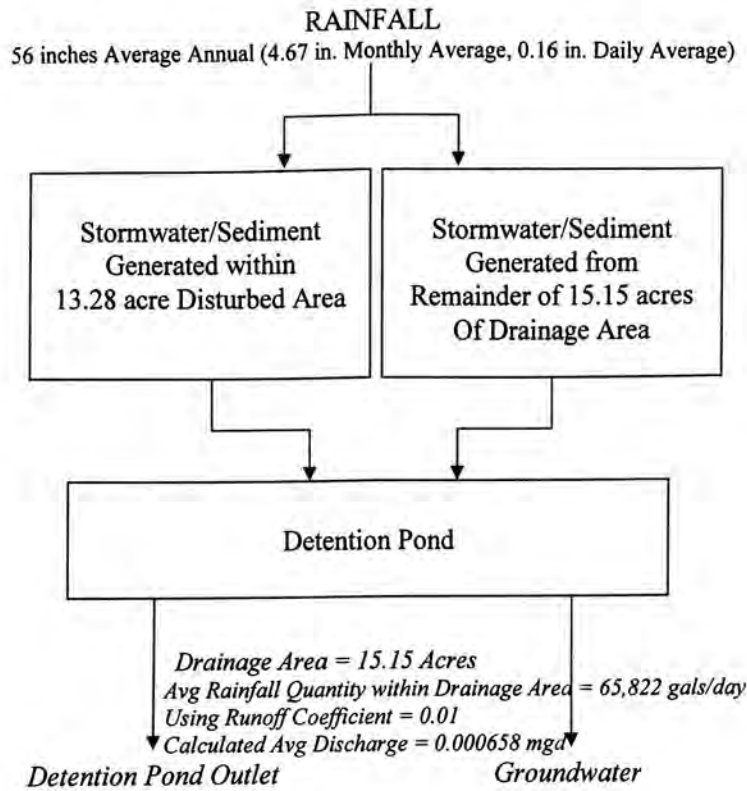 RAINFALL
56 inches Average Annual (4.67 in. Monthly Average, 0.16 in. Daily Average)
Stormwater/Sediment
Generated within
13.28 acre Disturbed Area
Stormwater/Sediment
Generated from
Remainder of 15.15 acres
Of Drainage Area
Detention Pond
Drainage Area = 15.15 Acres
Avg Rainfall Quantity within Drainage Area = 65,822 gals/day
Using Runoff Coefficient = 0.01
Calculated Avg Discharge = 0.000658 mgd
Detention Pond Outlet
Groundwater